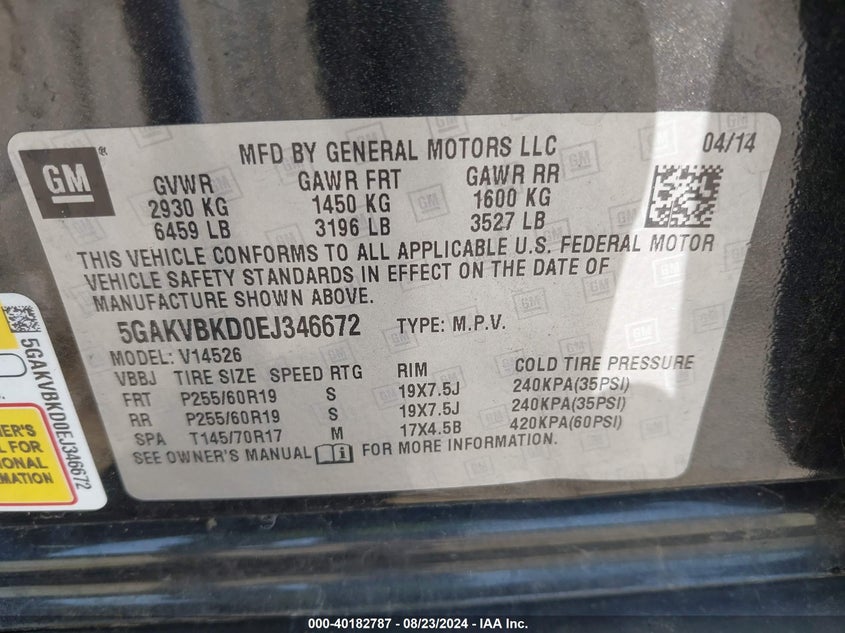 GM ®
MFD BY GENERAL MOTORS LLC 04/14
GVWR GAWR FRT GAWR RR
2930 KG 1450 KG 1600 KG
6459 LB 3196 LB 3527 LB
THIS VEHICLE CONFORMS TO ALL APPLICABLE U.S. FEDERAL MOTOR
VEHICLE SAFETY STANDARDS IN EFFECT ON THE DATE OF
MANUFACTURE SHOWN ABOVE.
5GAKVBKD0EJ346672 TYPE: M.P.V.
MODEL: V14526
VBBJ TIRE SIZE SPEED RTG RIM COLD TIRE PRESSURE
FRT P255/60R19 S 19X7.5J 240KPA(35PSI)
RR P255/60R19 S 19X7.5J 240KPA(35PSI)
SPA T145/70R17 M 17X4.5B 420KPA(60PSI)
SEE OWNER'S MANUAL FOR MORE INFORMATION.
5GAKVBKD0EJ346672
FOR
000-40182787 - 08/23/2024 - IAA Inc.